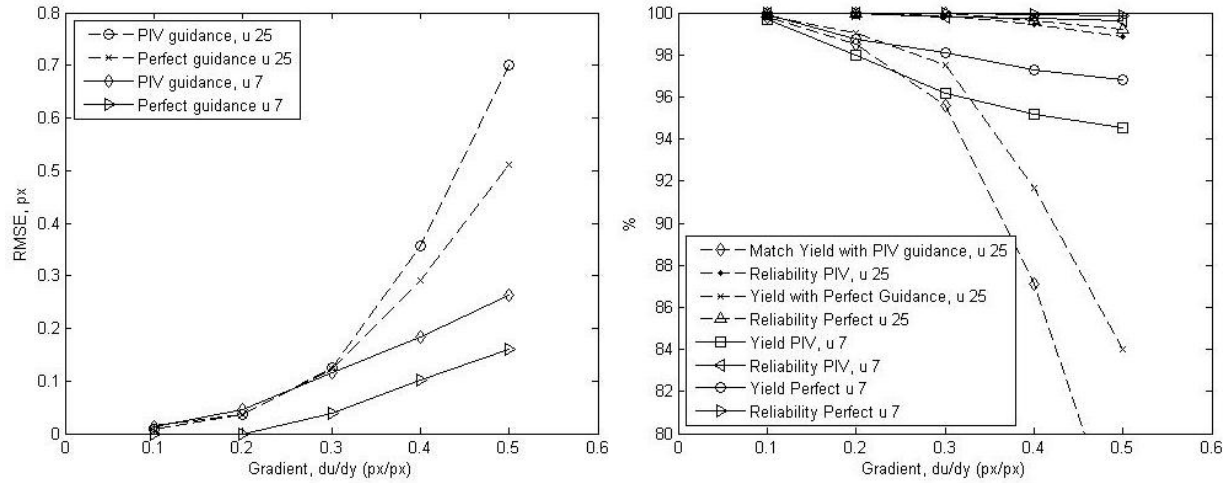 0.8
0.7
0.6
0.5
0.4
0.3
0.2
0.1
0
RMSE, px
PIV guidance, u 25
Perfect guidance u 25
PIV guidance, u 7
Perfect guidance u 7
0 0.1 0.2 0.3 0.4 0.5 0.6
Gradient, du/dy (px/px)
100
98
96
94
92
90
88
86
84
82
80
%
Match Yield with PIV guidance, u 25
Reliability PIV, u 25
Yield with Perfect Guidance, u 25
Reliability Perfect u 25
Yield PIV, u 7
Reliability PIV, u 7
Yield Perfect u 7
Reliability Perfect u 7
0 0.1 0.2 0.3 0.4 0.5 0.6
Gradient, du/dy (px/px)